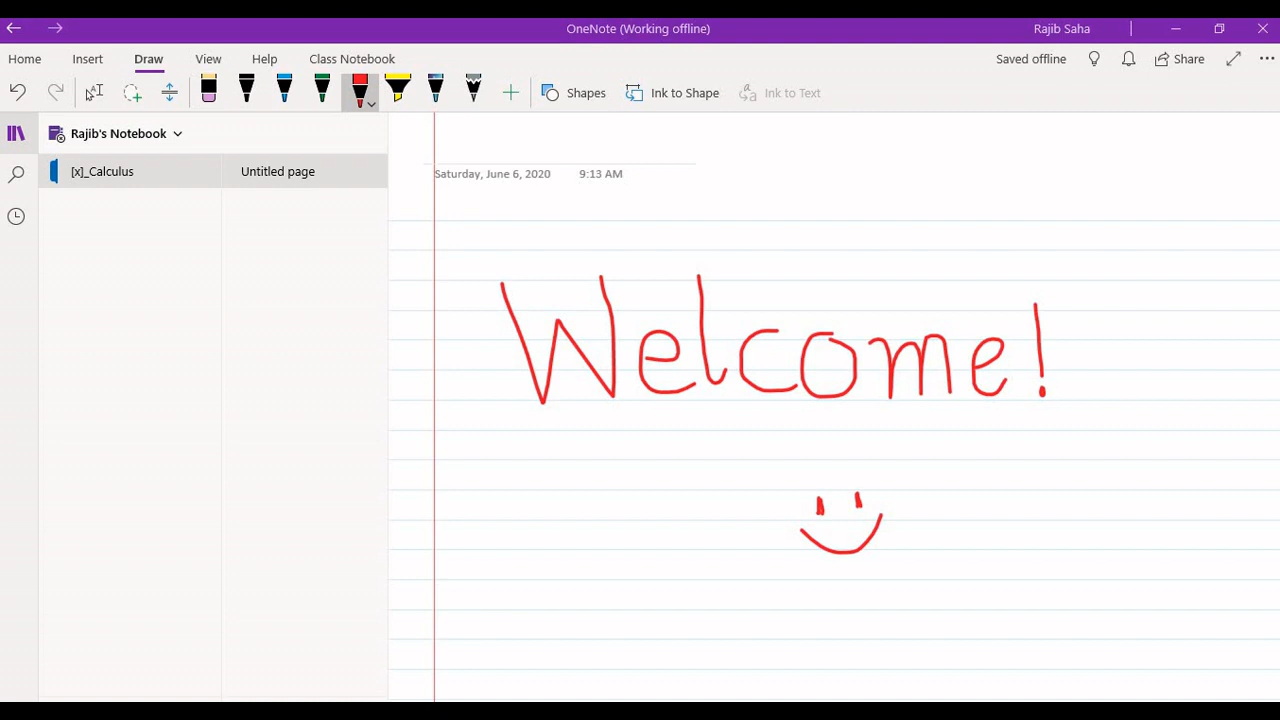 OneNote (Working offline)
Rajib Saha
Home Insert Draw View Help Class Notebook
Saved offline
Share
Shapes
Ink to Shape
Ink to Text
Rajib's Notebook
[x]_Calculus
Untitled page
Saturday, June 6, 2020 9:13 AM
Welcome!